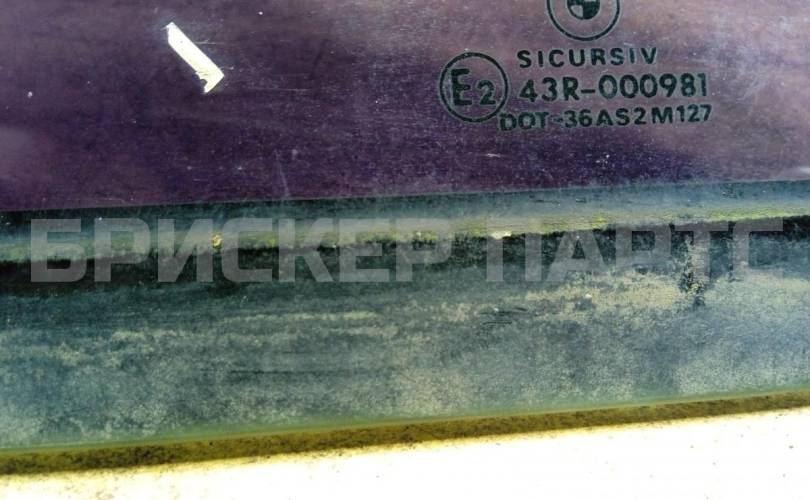 SICURSIV
E2 43R-000981
DOT-36AS2M127
БРИСКЕР ПАРТС